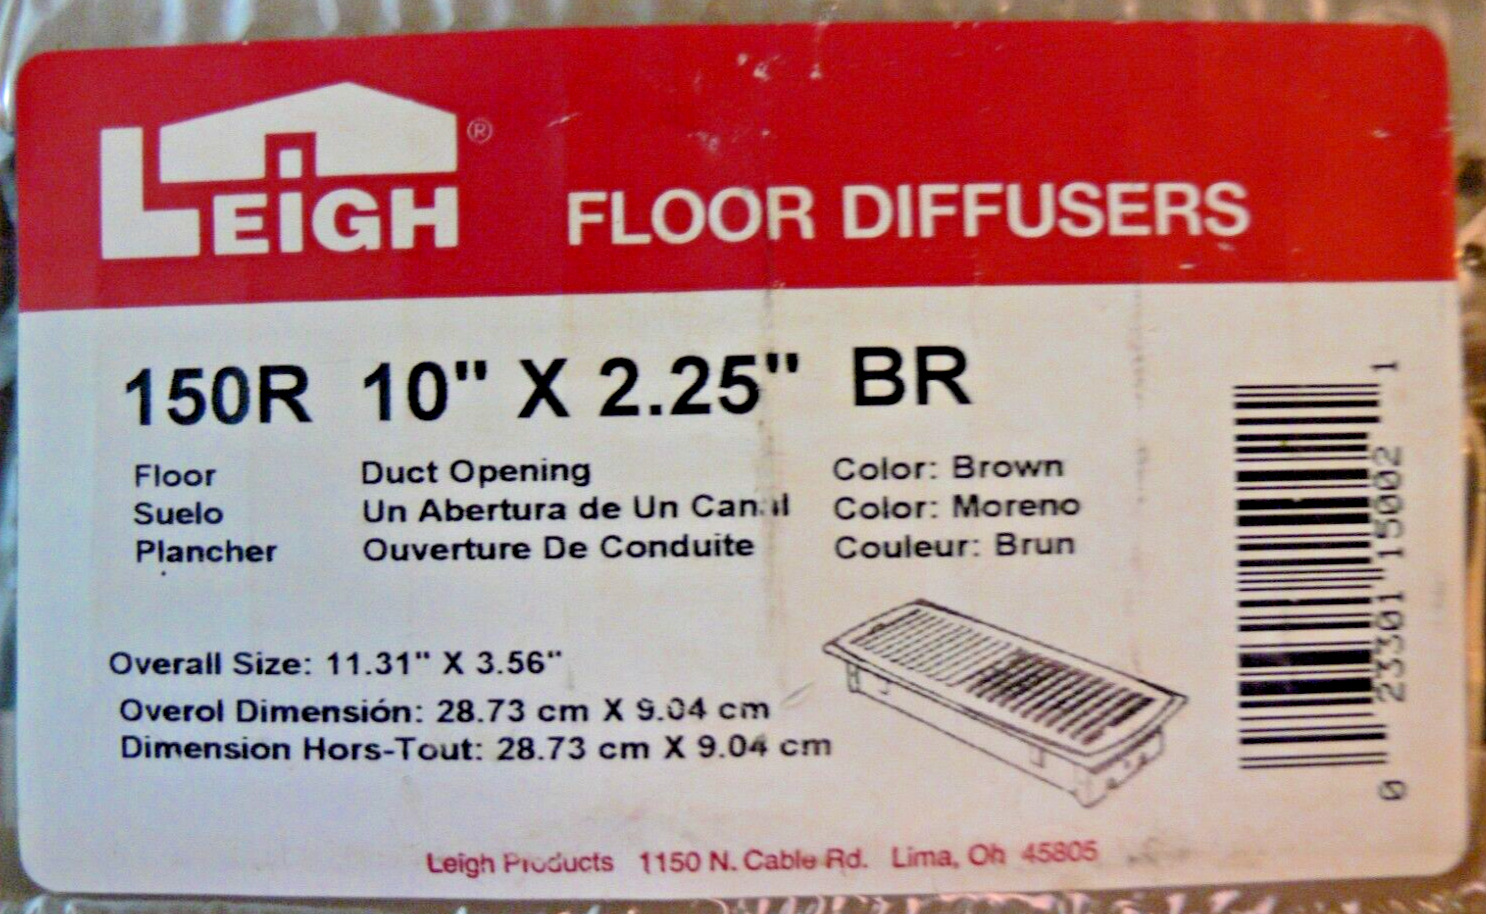 LEIGH® FLOOR DIFFUSERS
150R 10" X 2.25" BR
Floor Duct Opening Color: Brown
Suelo Un Abertura de Un Canal Color: Moreno
Plancher Ouverture De Conduite Couleur: Brun
Overall Size: 11.31" X 3.56"
Overol Dimensión: 28.73 cm X 9.04 cm
Dimension Hors-Tout: 28.73 cm X 9.04 cm
Leigh Products 1150 N. Cable Rd. Lima, Oh 45805
0 23301 15002 1